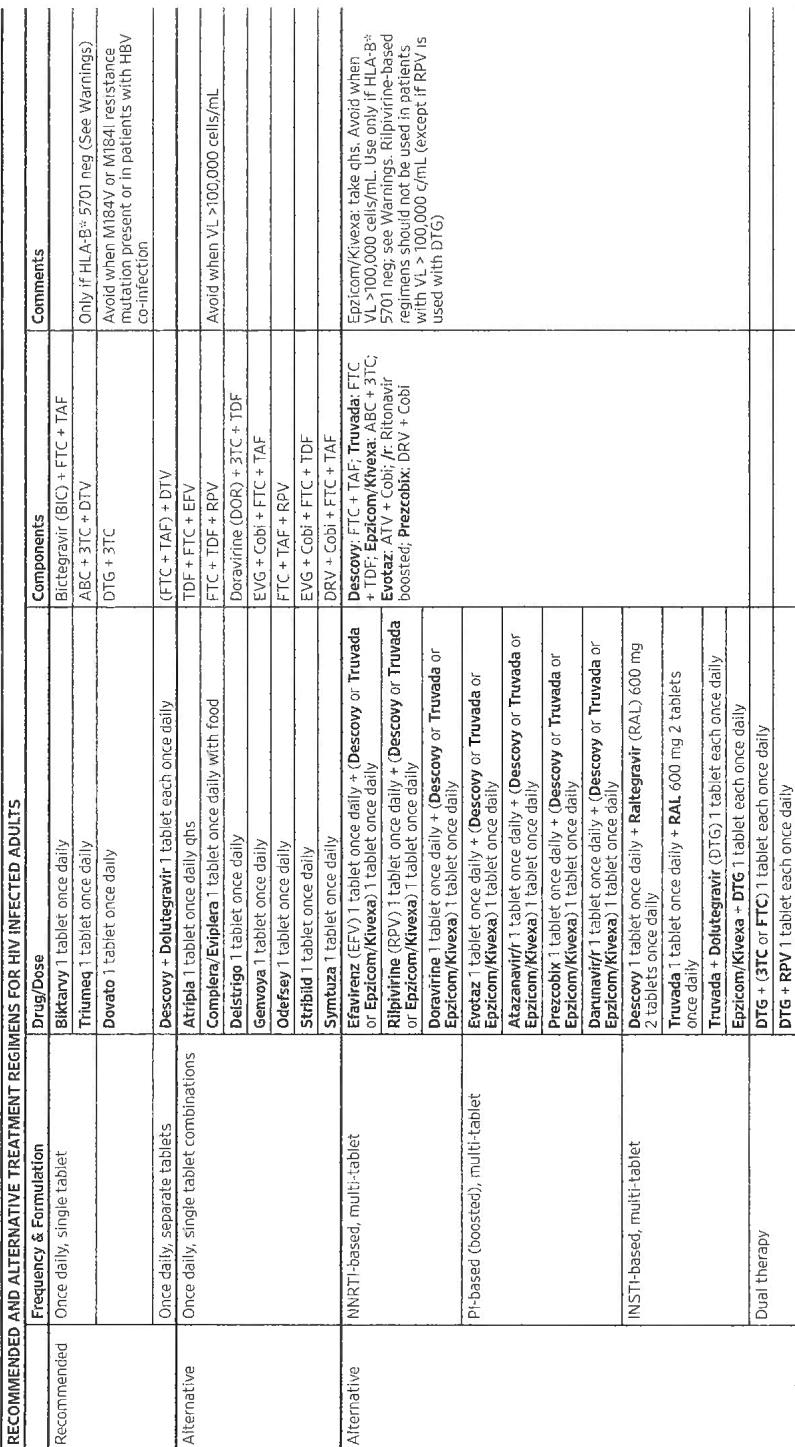 RECOMMENDED AND ALTERNATIVE TREATMENT REGIMENS FOR HIV INFECTED ADULTS
Frequency & Formulation Drug/Dose Components Comments
Recommended Once daily, single tablet Biktarvy 1 tablet once daily Bictegravir (BIC) + FTC + TAF
Triumeq 1 tablet once daily ABC + 3TC + DTV Only if HLA-B* 5701 neg (See Warnings)
Dovato 1 tablet once daily DTG + 3TC Avoid when M184V or M184I resistance
mutation present or in patients with HBV
co-infection
Once daily, separate tablets Descovy + Dolutegravir 1 tablet each once daily (FTC + TAF) + DTV
Alternative Once daily, single tablet combinations Atripla 1 tablet once daily qhs TDF + FTC + EFV
Complera/Eviplera 1 tablet once daily with food FTC + TDF + RPV Avoid when VL >100,000 cells/mL
Delstrigo 1 tablet once daily Doravirine (DOR) + 3TC + TDF
Genvoya 1 tablet once daily EVG + Cobi + FTC + TAF
Odefsey 1 tablet once daily FTC + TAF + RPV
Stribild 1 tablet once daily EVG + Cobi + FTC + TDF
Symtuza 1 tablet once daily DRV + Cobi + FTC + TAF
Alternative NNRTI-based, multi-tablet Efavirenz (EFV) 1 tablet once daily + (Descovy or Truvada
or Epzicom/Kivexa) 1 tablet once daily
Rilpivirine (RPV) 1 tablet once daily + (Descovy or Truvada
or Epzicom/Kivexa) 1 tablet once daily
Doravirine 1 tablet once daily + (Descovy or Truvada or
Epzicom/Kivexa) 1 tablet once daily
Descovy: FTC + TAF; Truvada: FTC
+ TDF; Epzicom/Kivexa: ABC + 3TC;
Evotaz: ATV + Cobi; /r: Ritonavir
boosted; Prezcobix: DRV + Cobi
Epzicom/Kivexa: take qhs. Avoid when
VL >100,000 cells/mL. Use only if HLA-B*
5701 neg; see Warnings. Rilpivirine-based
regimens should not be used in patients
with VL > 100,000 c/mL (except if RPV is
used with DTG)
PI-based (boosted), multi-tablet Evotaz 1 tablet once daily + (Descovy or Truvada or
Epzicom/Kivexa) 1 tablet once daily
Atazanavir/r 1 tablet once daily + (Descovy or Truvada or
Epzicom/Kivexa) 1 tablet once daily
Prezcobix 1 tablet once daily + (Descovy or Truvada or
Epzicom/Kivexa) 1 tablet once daily
Darunavir/r 1 tablet once daily + (Descovy or Truvada or
Epzicom/Kivexa) 1 tablet once daily
INSTI-based, multi-tablet Descovy 1 tablet once daily + Raltegravir (RAL) 600 mg
2 tablets once daily
Truvada 1 tablet once daily + RAL 600 mg 2 tablets
once daily
Truvada + Dolutegravir (DTG) 1 tablet each once daily
Epzicom/Kivexa + DTG 1 tablet each once daily
Dual therapy DTG + (3TC or FTC) 1 tablet each once daily
DTG + RPV 1 tablet each once daily